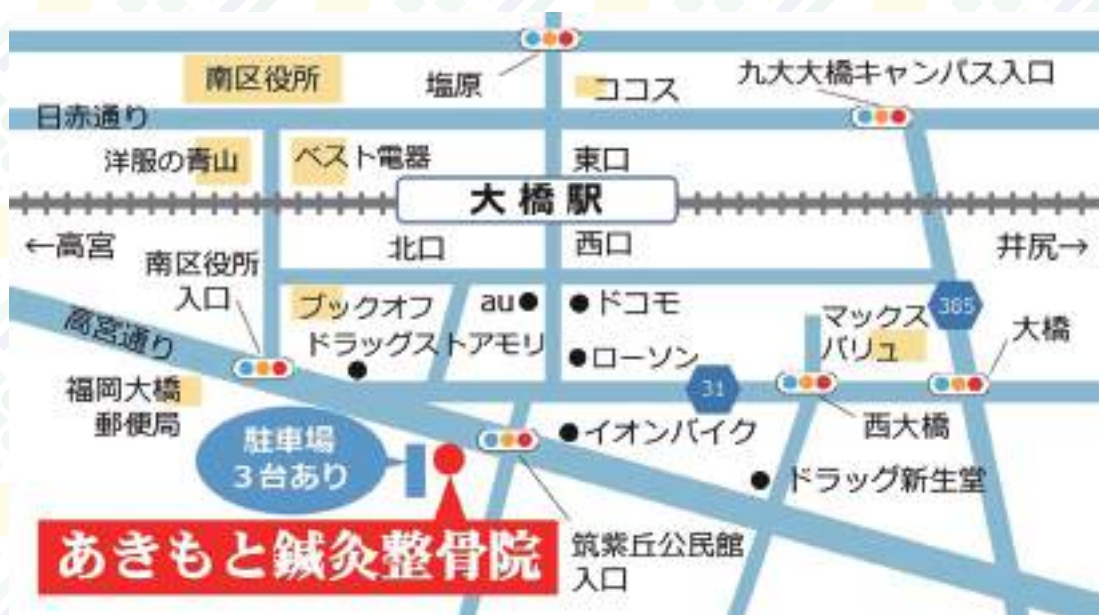 南区役所
塩原
ココス
九大大橋キャンパス入口
日赤通り
洋服の青山
ベスト電器
東口
大橋駅
←高宮
北口
西口
井尻→
南区役所
入口
ブックオフ
au
ドコモ
マックス
バリュ
385
大橋
高宮通り
ドラッグストアモリ
ローソン
31
福岡大橋
郵便局
イオンバイク
西大橋
駐車場
3台あり
ドラッグ新生堂
あきもと鍼灸整骨院
筑紫丘公民館
入口